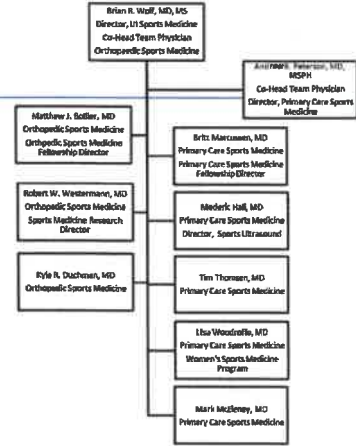 Brian R. Wolf, MD, MS
Director, UI Sports Medicine
Co-Head Team Physician
Orthopaedic Sports Medicine
Peterson, MD,
MSPH
Co-Head Team Physician
Director, Primary Care Sports
Medicine
Matthew J. Bollier, MD
Orthopedic Sports Medicine
Orthopedic Sports Medicine
Fellowship Director
Britt Marcussen, MD
Primary Care Sports Medicine
Primary Care Sports Medicine
Fellowship Director
Robert W. Westermann, MD
Orthopedic Sports Medicine
Sports Medicine Research
Director
Mederic Hall, MD
Primary Care Sports Medicine
Director, Sports Ultrasound
Kyle R. Duchman, MD
Orthopedic Sports Medicine
Tim Thomsen, MD
Primary Care Sports Medicine
Lisa Woodroffe, MD
Primary Care Sports Medicine
Women's Sports Medicine
Program
Mark McEleney, MD
Primary Care Sports Medicine